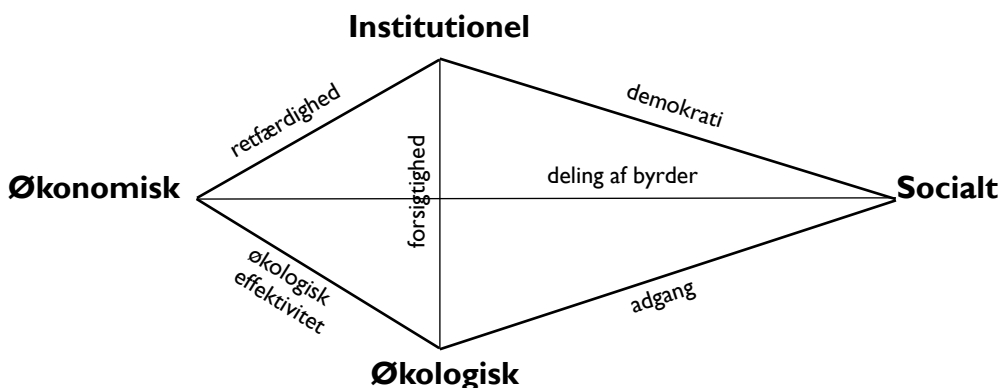 Institutionel
retfærdighed
demokrati
forsigtighed
deling af byrder
Økonomisk
Socialt
økologisk
effektivitet
adgang
Økologisk